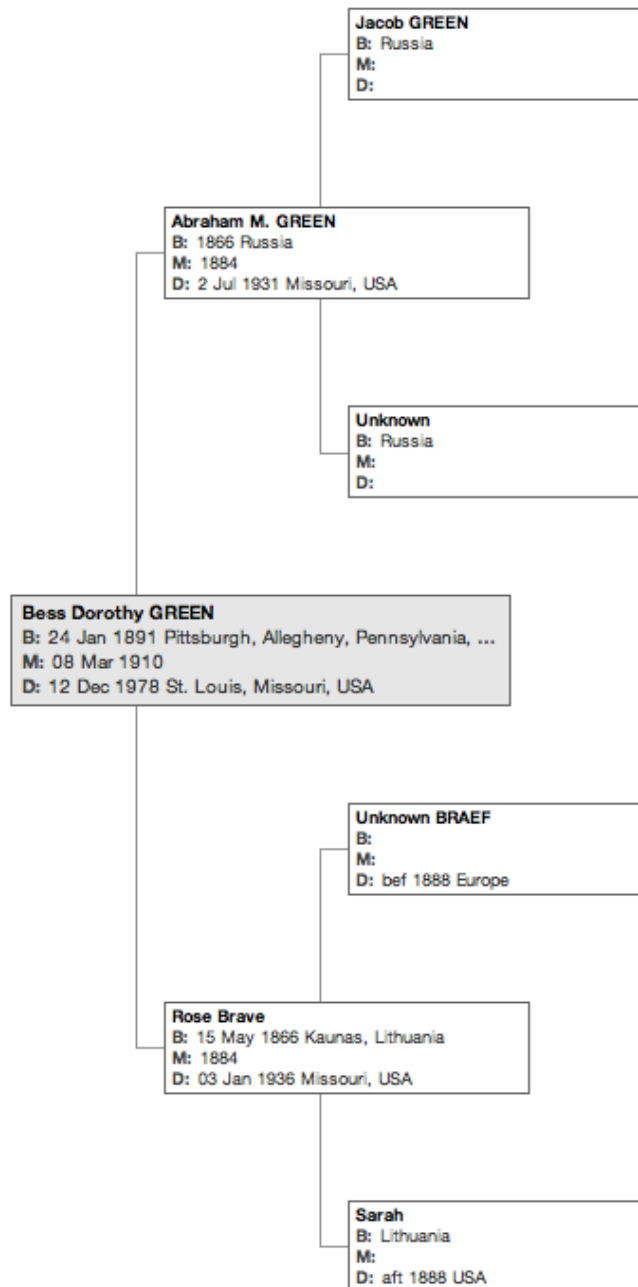 Jacob GREEN
B: Russia
M:
D:
Abraham M. GREEN
B: 1866 Russia
M: 1884
D: 2 Jul 1931 Missouri, USA
Unknown
B: Russia
M:
D:
Bess Dorothy GREEN
B: 24 Jan 1891 Pittsburgh, Allegheny, Pennsylvania, ...
M: 08 Mar 1910
D: 12 Dec 1978 St. Louis, Missouri, USA
Unknown BRAEF
B:
M:
D: bef 1888 Europe
Rose Brave
B: 15 May 1866 Kaunas, Lithuania
M: 1884
D: 03 Jan 1936 Missouri, USA
Sarah
B: Lithuania
M:
D: aft 1888 USA